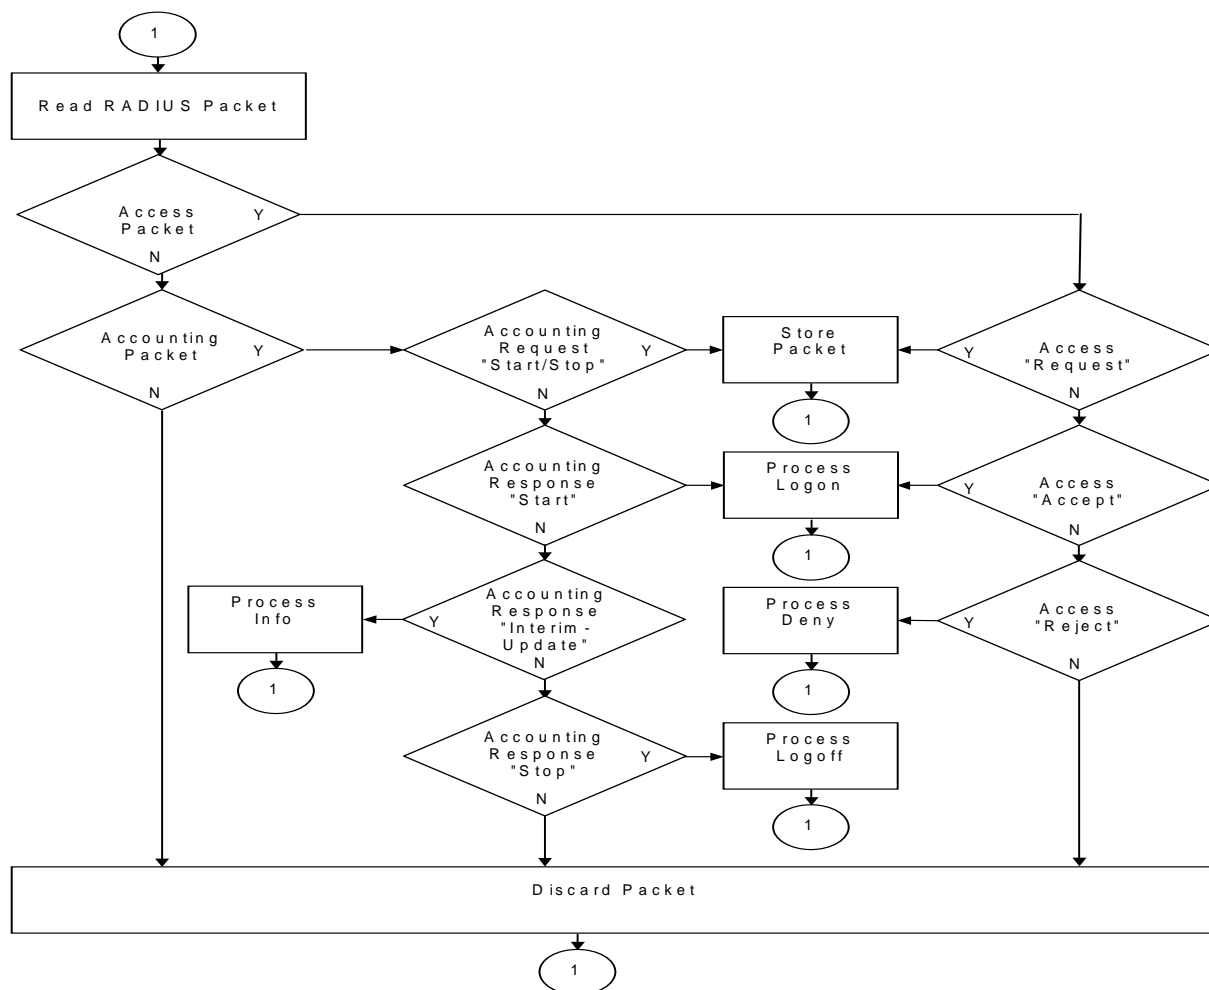 1
Read RADIUS Packet
Access
Packet
Y
N
Accounting
Packet
Y
N
Accounting
Request
"Start/Stop"
Y
N
Store
Packet
1
Y
Access
"Request"
N
Accounting
Response
"Start"
N
Process
Logon
1
Y
Access
"Accept"
N
Process
Info
1
Y
Accounting
Response
"Interim-
Update"
N
Process
Deny
1
Y
Access
"Reject"
N
Accounting
Response
"Stop"
Y
N
Process
Logoff
1
Discard Packet
1